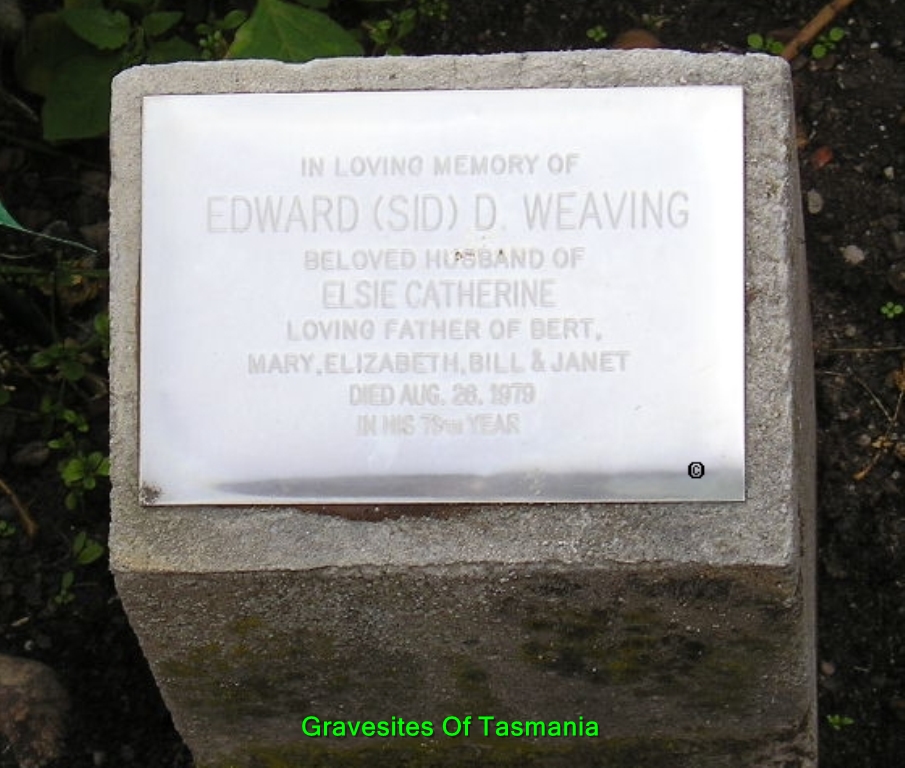 IN LOVING MEMORY OF
EDWARD (SID) D. WEAVING
BELOVED HUSBAND OF
ELSIE CATHERINE
LOVING FATHER OF BERT,
MARY, ELIZABETH, BILL & JANET
DIED AUG. 26. 1979
IN HIS 79TH YEAR
©
Gravesites Of Tasmania